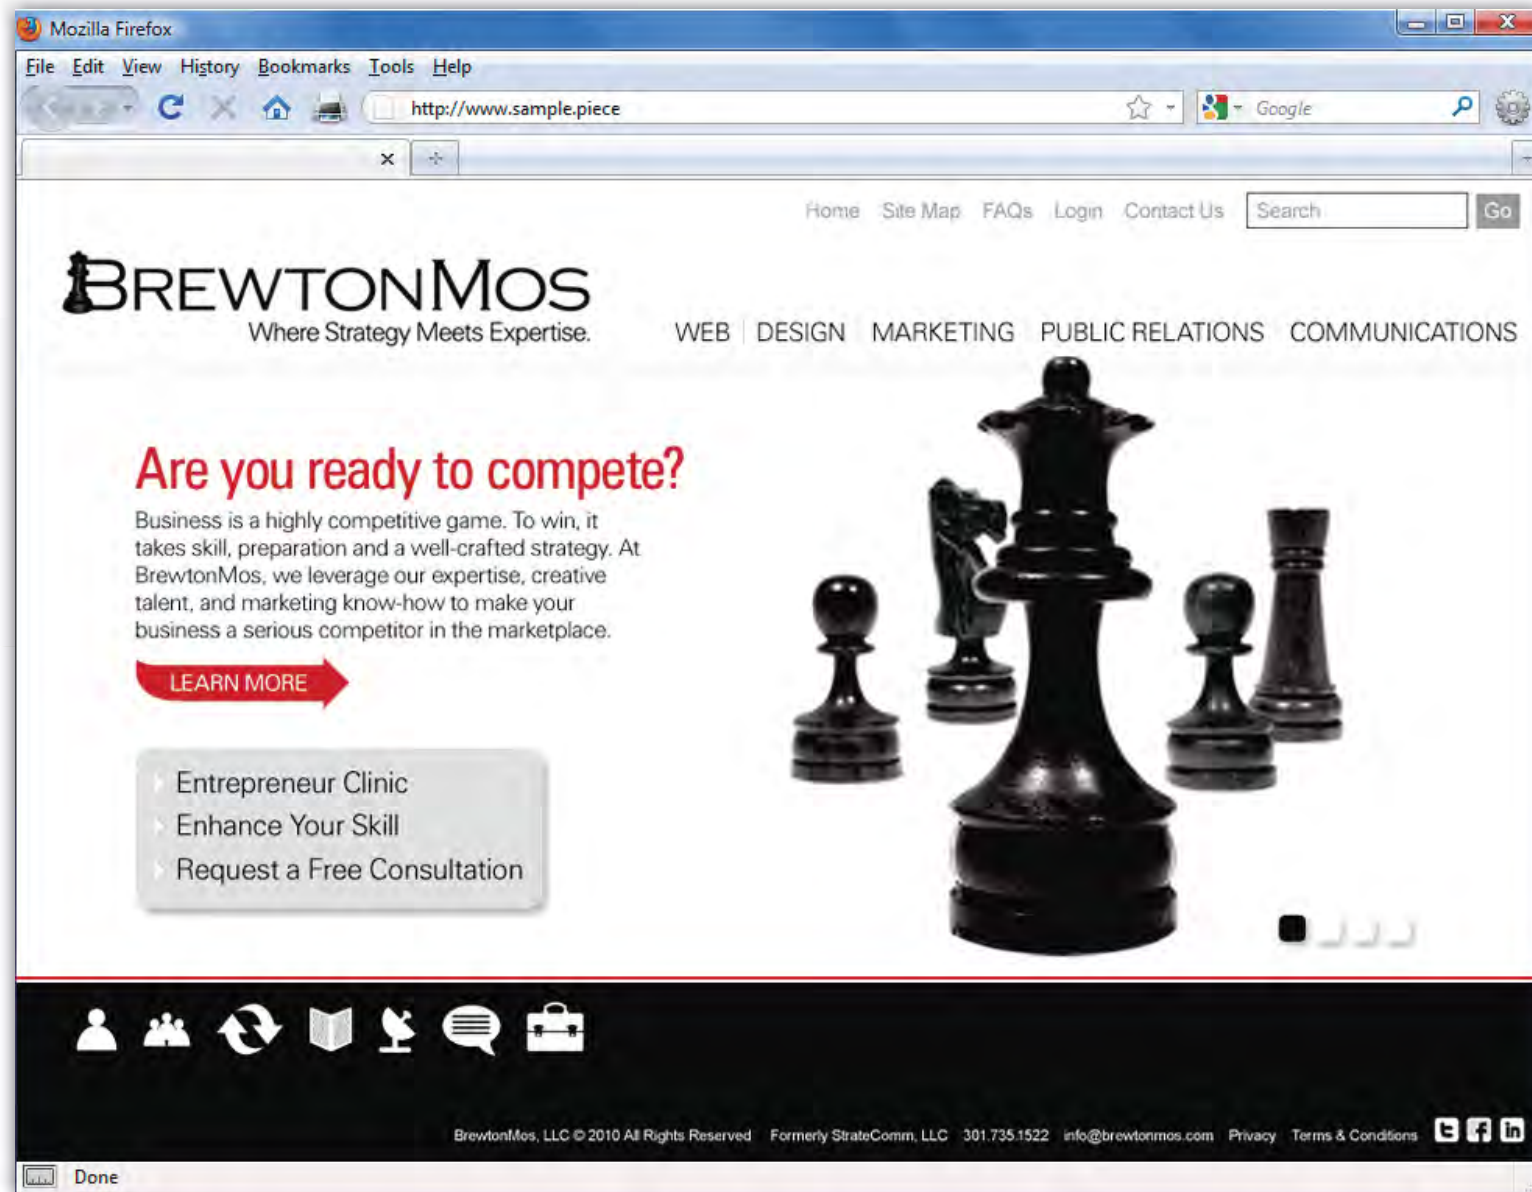 Mozilla Firefox
File Edit View History Bookmarks Tools Help
http://www.sample.piece
Google
Home Site Map FAQs Login Contact Us Search Go
BREWTONMOS
Where Strategy Meets Expertise.
WEB DESIGN MARKETING PUBLIC RELATIONS COMMUNICATIONS
Are you ready to compete?
Business is a highly competitive game. To win, it
takes skill, preparation and a well-crafted strategy. At
BrewtonMos, we leverage our expertise, creative
talent, and marketing know-how to make your
business a serious competitor in the marketplace.
LEARN MORE
Entrepreneur Clinic
Enhance Your Skill
Request a Free Consultation
BrewtonMos, LLC © 2010 All Rights Reserved Formerly StrateComm, LLC 301.735.1522 info@brewtonmos.com Privacy Terms & Conditions t f in
Done